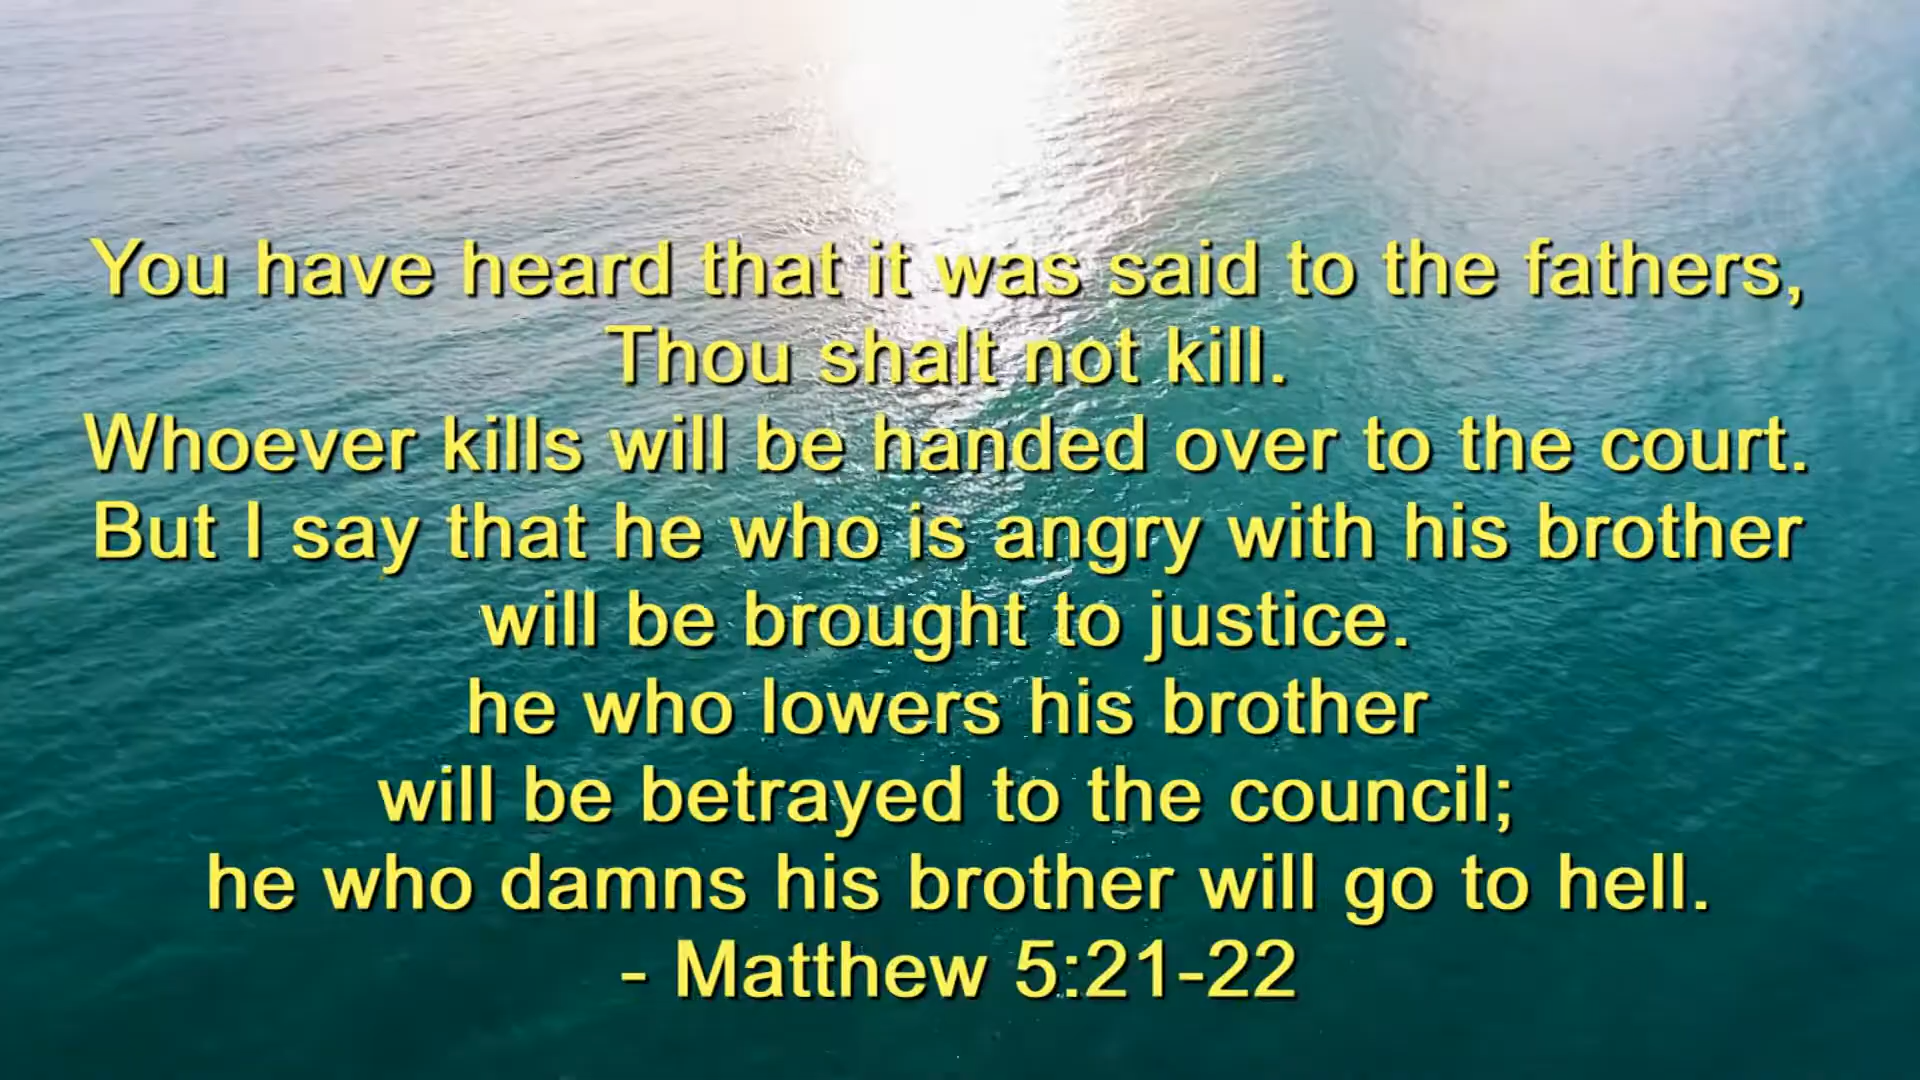 You have heard that it was said to the fathers,
Thou shalt not kill.
Whoever kills will be handed over to the court.
But I say that he who is angry with his brother
will be brought to justice.
he who lowers his brother
will be betrayed to the council;
he who damns his brother will go to hell.
- Matthew 5:21-22